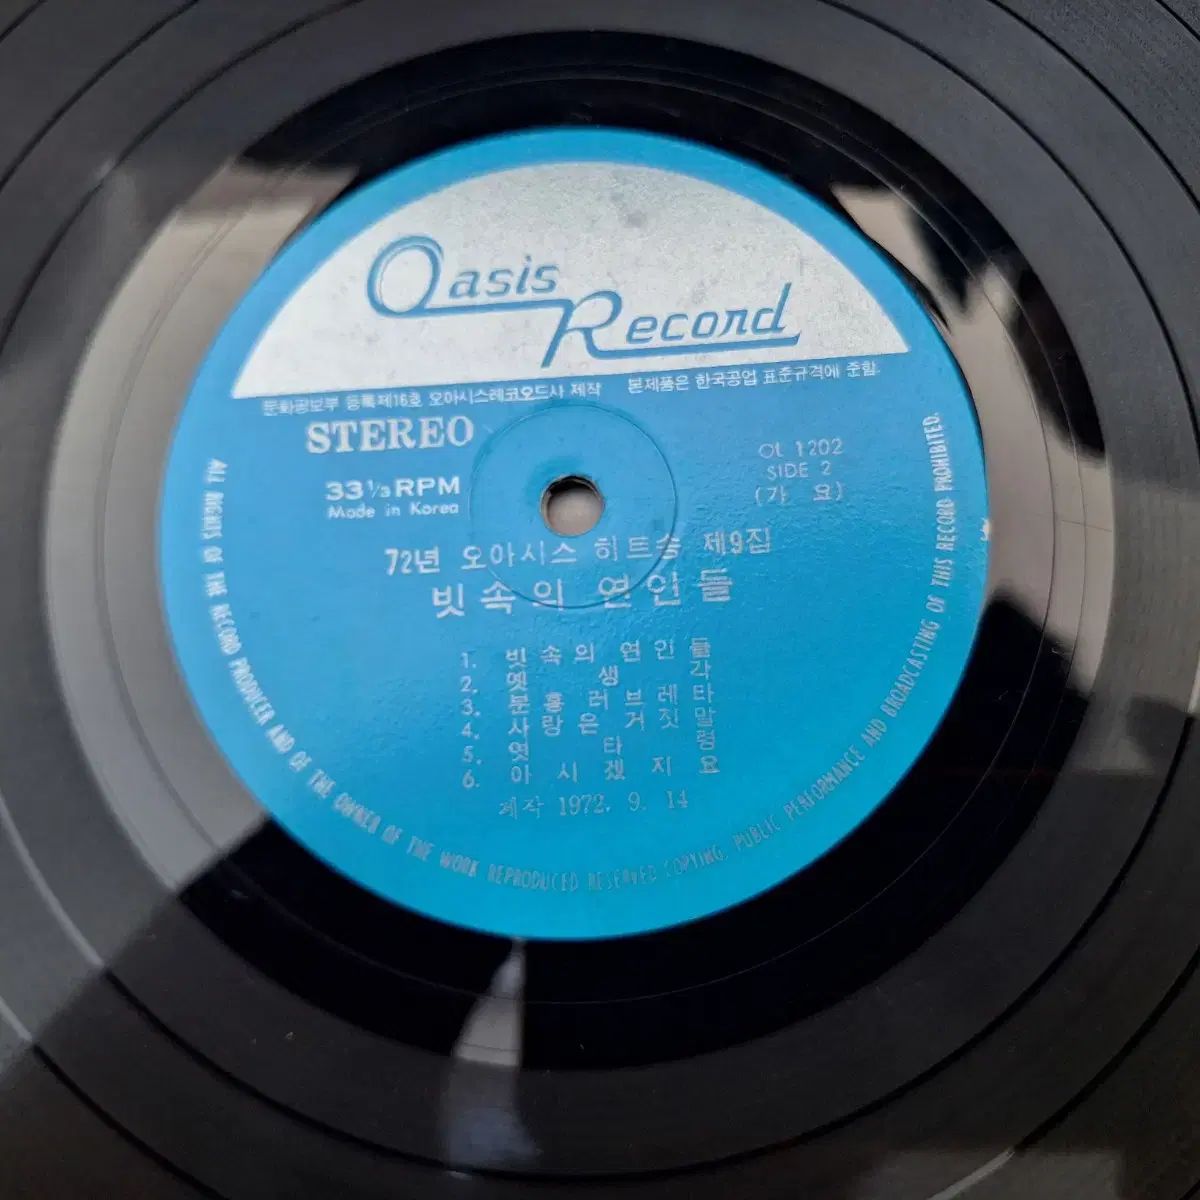 Oasis
Record
문화공보부 등록제16호 오아시스레코오드사 제작 본제품은 한국공업 표준규격에 준함.
STEREO
33 1/3 RPM
Made in Korea
OL 1202
SIDE 2
(가 요)
72년 오아시스 히트송 제9집
빗속의 연인들
1. 빗속의 연인들
2. 옛 생 각
3. 분홍러브레타
4. 사랑은거짓말
5. 엿 타 령
6. 아시겠지요
제작 1972. 9. 14
ALL RIGHTS OF THE RECORD PRODUCER AND OF THE OWNER OF THE WORK REPRODUCED RESERVED COPYING, PUBLIC PERFORMANCE AND BROADCASTING OF THIS RECORD PROHIBITED.